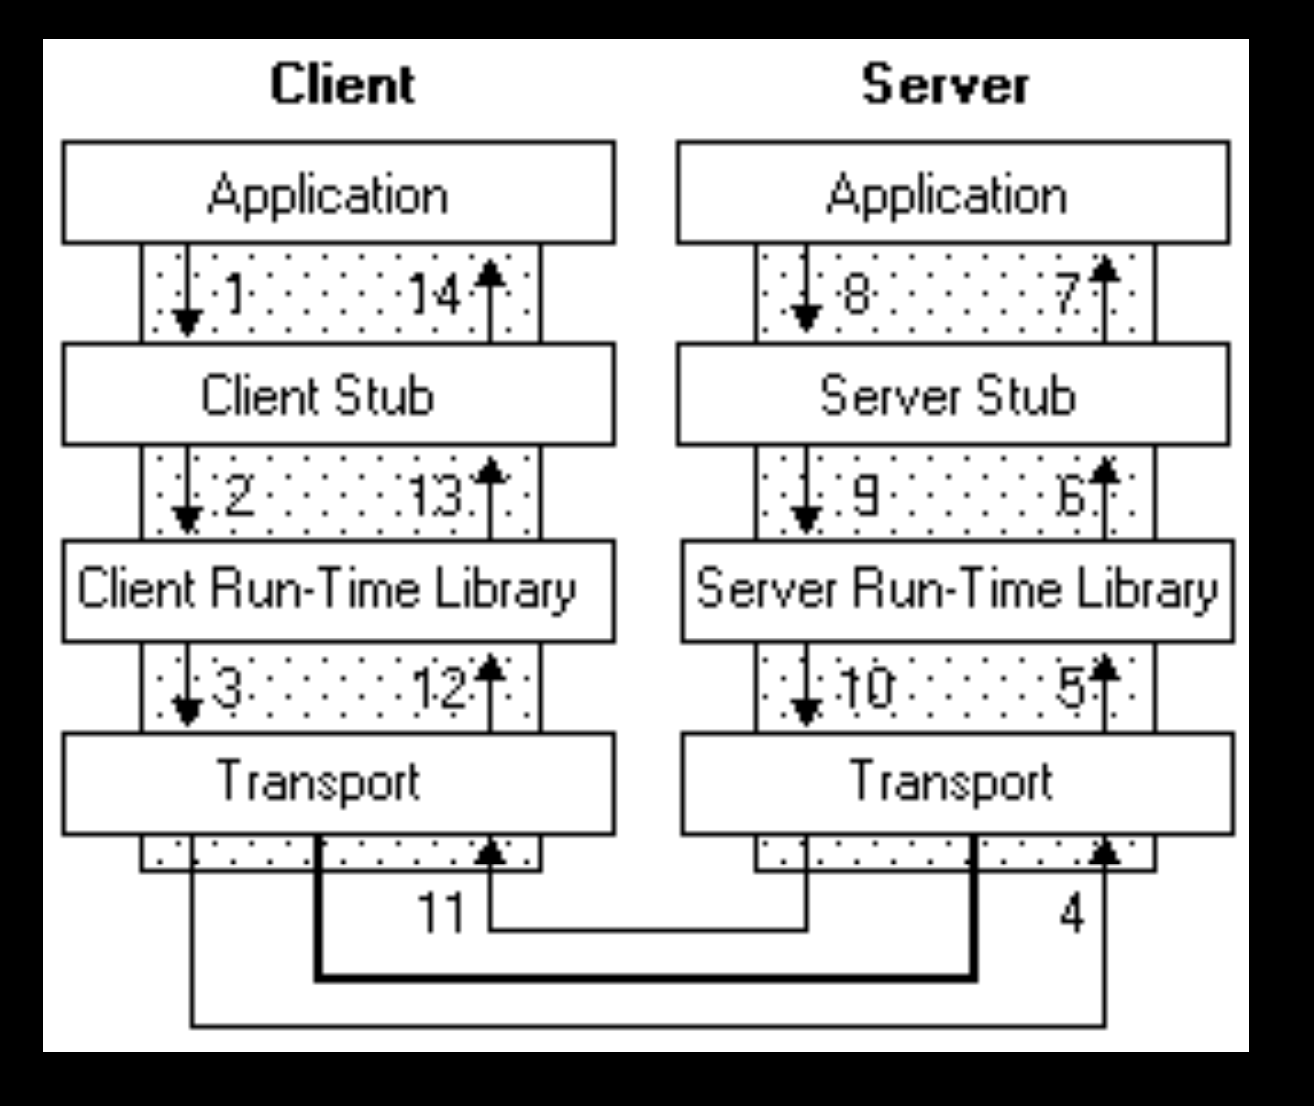 Client
Server
Application
Application
1
14
8
7
Client Stub
Server Stub
2
13
9
6
Client Run-Time Library
Server Run-Time Library
3
12
10
5
Transport
Transport
11
4